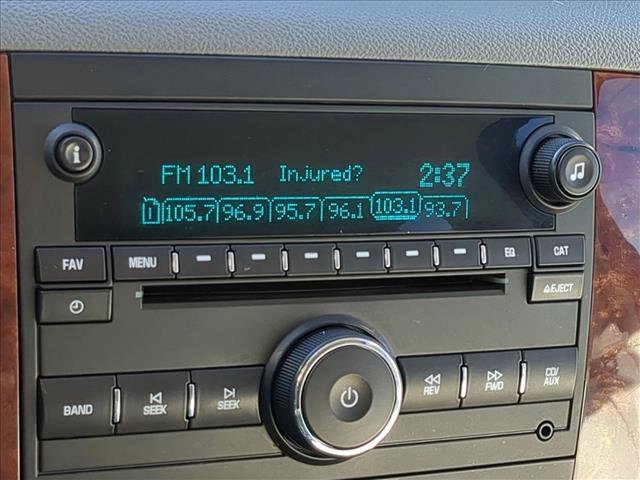 FM 103.1 Injured? 2:37
1 105.7 96.9 95.7 96.1 103.1 93.7
FAV MENU EQ CAT
EJECT
BAND SEEK SEEK REV FWD CD/AUX